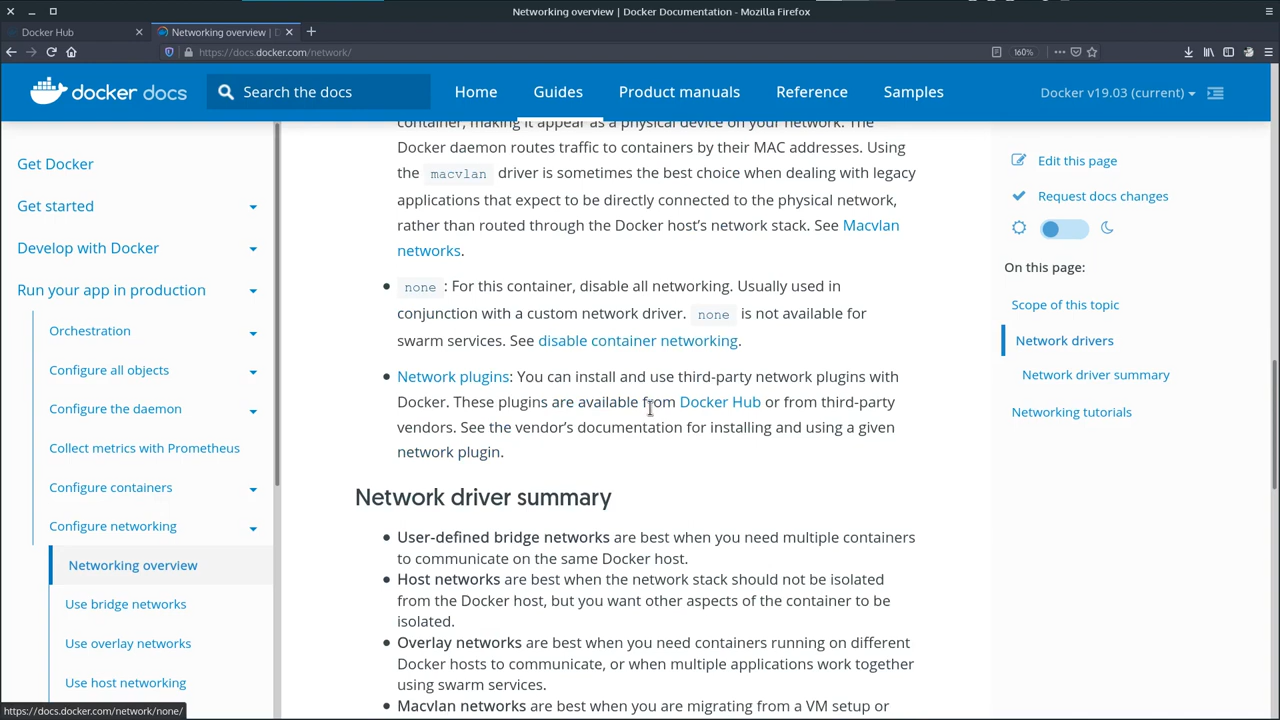 Networking overview | Docker Documentation - Mozilla Firefox
Docker Hub
Networking overview |
https://docs.docker.com/network/
160%
docker docs
Search the docs
Home
Guides
Product manuals
Reference
Samples
Docker v19.03 (current)
Get Docker
Get started
Develop with Docker
Run your app in production
Orchestration
Configure all objects
Configure the daemon
Collect metrics with Prometheus
Configure containers
Configure networking
Networking overview
Use bridge networks
Use overlay networks
Use host networking
container, making it appear as a physical device on your network. The
Docker daemon routes traffic to containers by their MAC addresses. Using
the macvlan driver is sometimes the best choice when dealing with legacy
applications that expect to be directly connected to the physical network,
rather than routed through the Docker host’s network stack. See Macvlan
networks.
none : For this container, disable all networking. Usually used in
conjunction with a custom network driver. none is not available for
swarm services. See disable container networking.
Network plugins: You can install and use third-party network plugins with
Docker. These plugins are available from Docker Hub or from third-party
vendors. See the vendor’s documentation for installing and using a given
network plugin.
Network driver summary
User-defined bridge networks are best when you need multiple containers
to communicate on the same Docker host.
Host networks are best when the network stack should not be isolated
from the Docker host, but you want other aspects of the container to be
isolated.
Overlay networks are best when you need containers running on different
Docker hosts to communicate, or when multiple applications work together
using swarm services.
Macvlan networks are best when you are migrating from a VM setup or
Edit this page
Request docs changes
On this page:
Scope of this topic
Network drivers
Network driver summary
Networking tutorials
https://docs.docker.com/network/none/